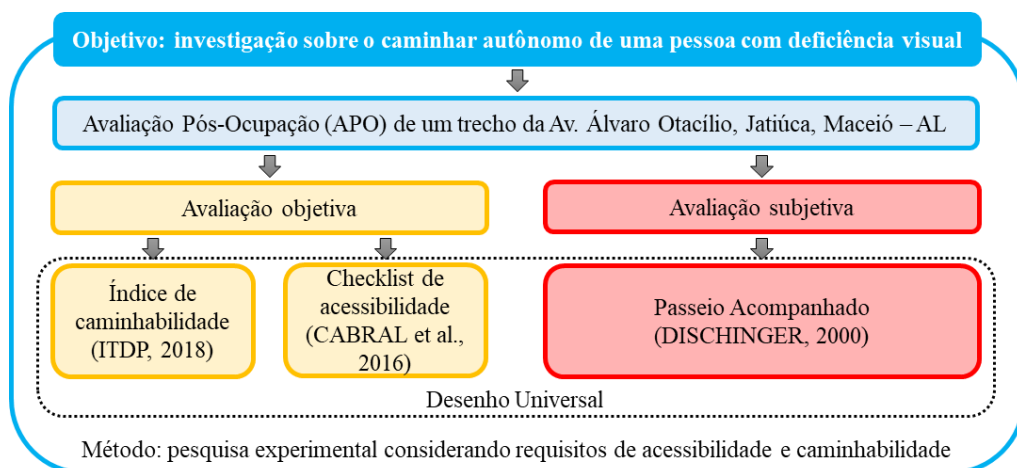 Objetivo: investigação sobre o caminhar autônomo de uma pessoa com deficiência visual
Avaliação Pós-Ocupação (APO) de um trecho da Av. Álvaro Otacílio, Jatiúca, Maceió – AL
Avaliação objetiva
Avaliação subjetiva
Índice de
caminhabilidade
(ITDP, 2018)
Checklist de
acessibilidade
(CABRAL et al.,
2016)
Passeio Acompanhado
(DISCHINGER, 2000)
Desenho Universal
Método: pesquisa experimental considerando requisitos de acessibilidade e caminhabilidade